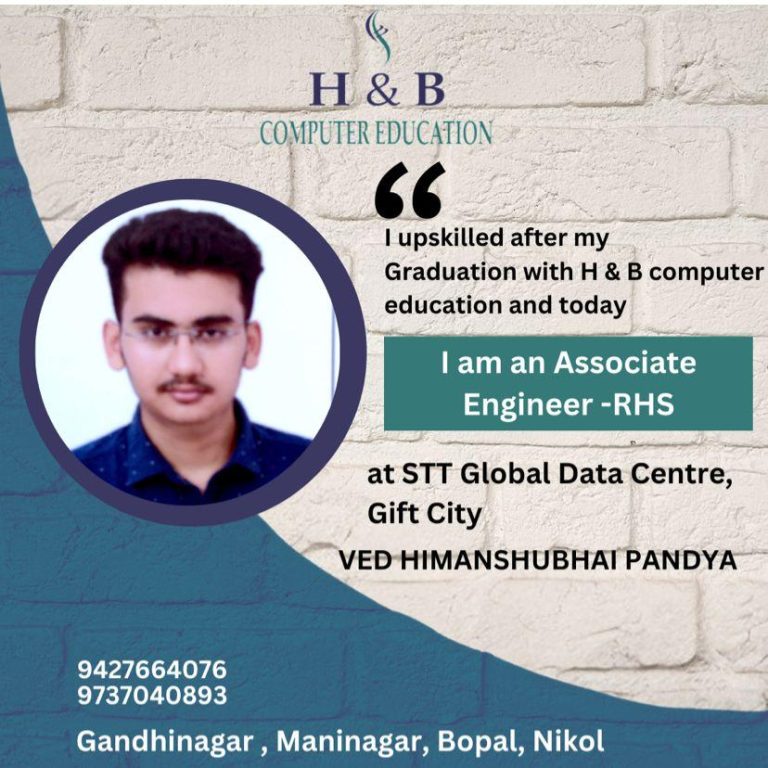 H & B
COMPUTER EDUCATION
“
I upskilled after my
Graduation with H & B computer
education and today
I am an Associate
Engineer -RHS
at STT Global Data Centre,
Gift City
VED HIMANSHUBHAI PANDYA
9427664076
9737040893
Gandhinagar , Maninagar, Bopal, Nikol